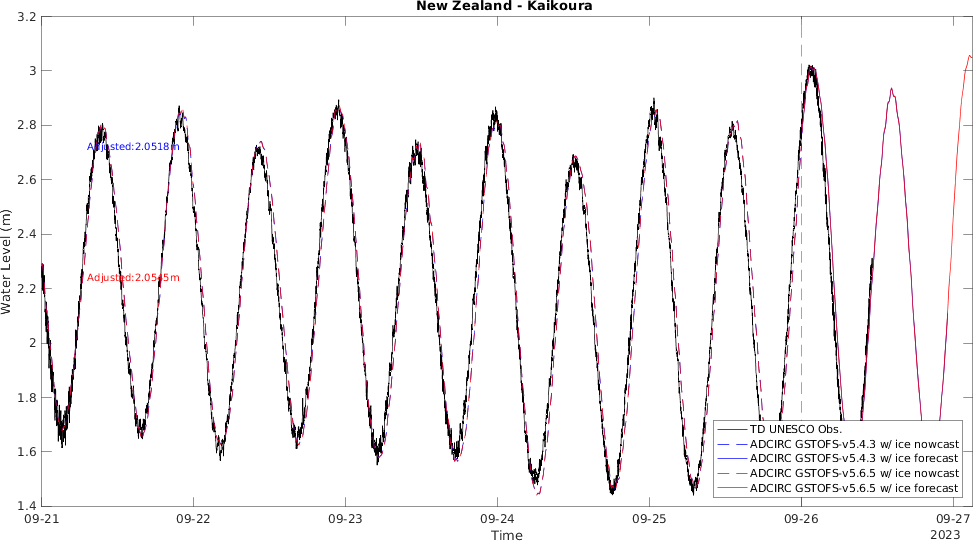 New Zealand - Kaikoura
Water Level (m)
3.2
3
2.8
2.6
2.4
2.2
2
1.8
1.6
1.4
Adjusted:2.0518m
Adjusted:2.0545m
TD UNESCO Obs.
ADCIRC GSTOFS-v5.4.3 w/ ice nowcast
ADCIRC GSTOFS-v5.4.3 w/ ice forecast
ADCIRC GSTOFS-v5.6.5 w/ ice nowcast
ADCIRC GSTOFS-v5.6.5 w/ ice forecast
09-21 09-22 09-23 09-24 09-25 09-26 09-27
Time
2023